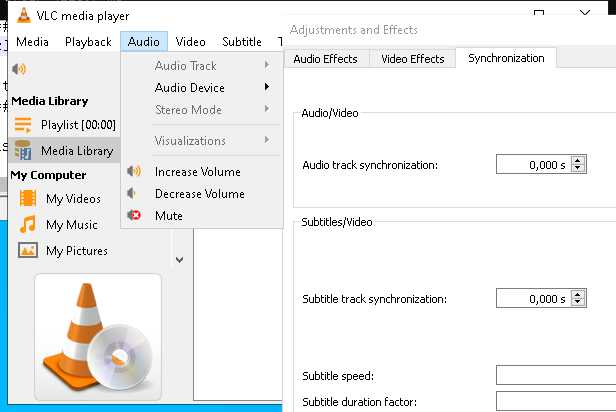 VLC media player
Media Playback Audio Video Subtitle T
Audio Track
Audio Device
Stereo Mode
Visualizations
Increase Volume
Decrease Volume
Mute
Media Library
Playlist [00:00]
Media Library
My Computer
My Videos
My Music
My Pictures
Adjustments and Effects
Audio Effects Video Effects Synchronization
Audio/Video
Audio track synchronization: 0,000 s
Subtitles/Video
Subtitle track synchronization: 0,000 s
Subtitle speed:
Subtitle duration factor: